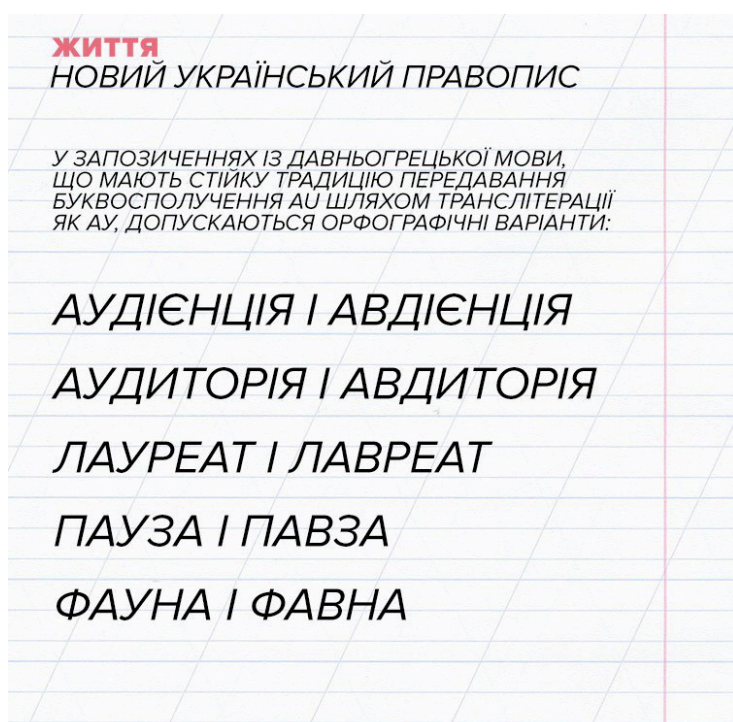 ЖИТТЯ
НОВИЙ УКРАЇНСЬКИЙ ПРАВОПИС
У ЗАПОЗИЧЕННЯХ ІЗ ДАВНЬОГРЕЦЬКОЇ МОВИ,
ЩО МАЮТЬ СТІЙКУ ТРАДИЦІЮ ПЕРЕДАВАННЯ
БУКВОСПОЛУЧЕННЯ AU ШЛЯХОМ ТРАНСЛІТЕРАЦІЇ
ЯК АУ, ДОПУСКАЮТЬСЯ ОРФОГРАФІЧНІ ВАРІАНТИ:
АУДІЄНЦІЯ І АВДІЄНЦІЯ
АУДИТОРІЯ І АВДИТОРІЯ
ЛАУРЕАТ І ЛАВРЕАТ
ПАУЗА І ПАВЗА
ФАУНА І ФАВНА